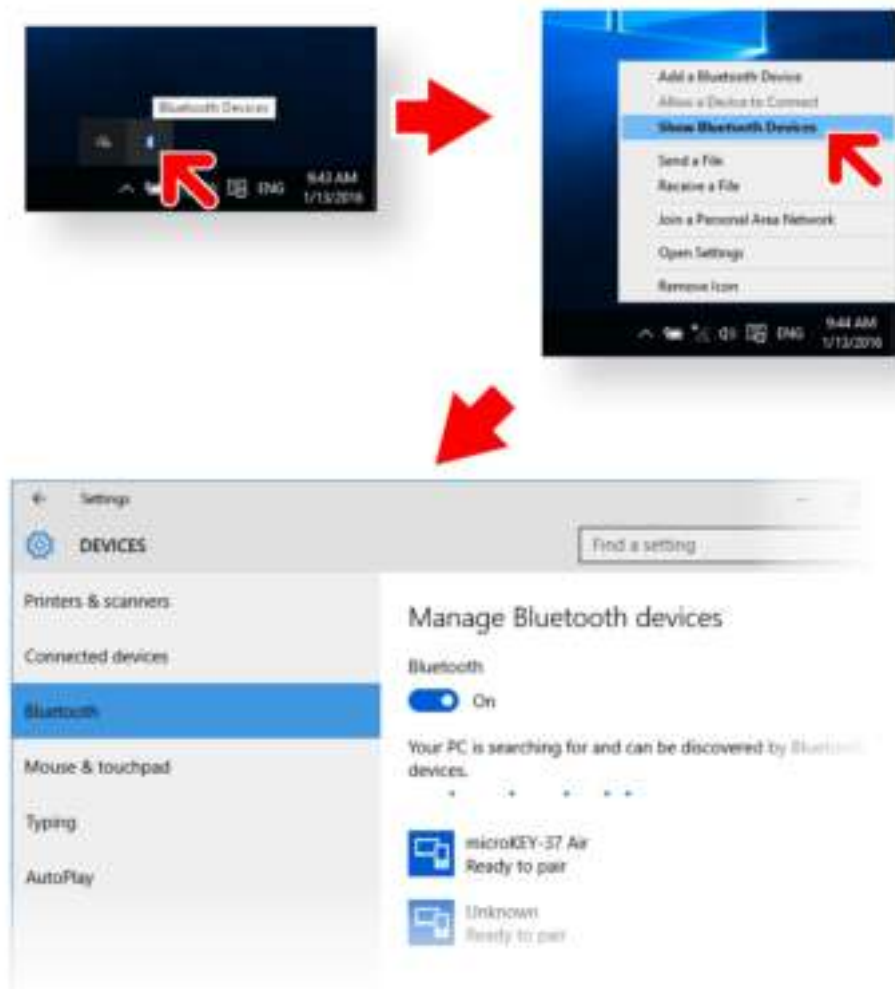 Bluetooth Devices
ENG
9:43 AM
1/13/2016
Add a Bluetooth Device
Allow a Device to Connect
Show Bluetooth Devices
Send a File
Receive a File
Join a Personal Area Network
Open Settings
Remove Icon
ENG
9:44 AM
1/13/2016
Settings
DEVICES
Find a setting
Printers & scanners
Connected devices
Bluetooth
Mouse & touchpad
Typing
AutoPlay
Manage Bluetooth devices
Bluetooth
On
Your PC is searching for and can be discovered by Bluetooth
devices.
microKEY-37 Air
Ready to pair
Unknown
Ready to pair